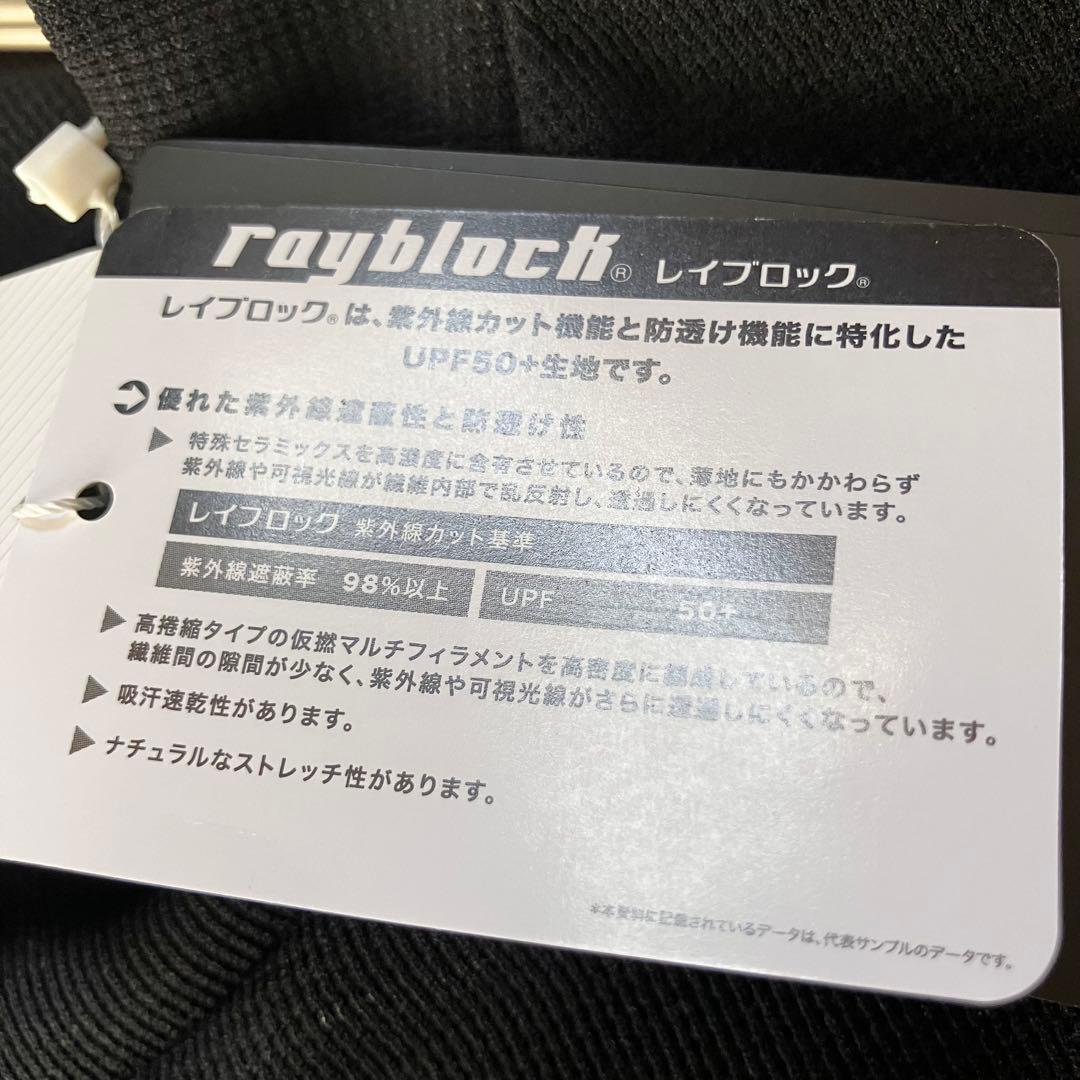 rayblock® レイブロック®
レイブロック®は、紫外線カット機能と防透け機能に特化した
UPF50+生地です。
優れた紫外線遮蔽性と防透け性
特殊セラミックスを高濃度に含有させているので、薄地にもかかわらず
紫外線や可視光線が繊維内部で乱反射し、透過しにくくなっています。
レイブロック 紫外線カット基準
紫外線遮蔽率 98%以上 UPF 50+
高捲縮タイプの仮撚マルチフィラメントを高密度に編成しているので、
繊維間の隙間が少なく、紫外線や可視光線がさらに透過しにくくなっています。
吸汗速乾性があります。
ナチュラルなストレッチ性があります。
*本資料に記載されているデータは、代表サンプルのデータです。